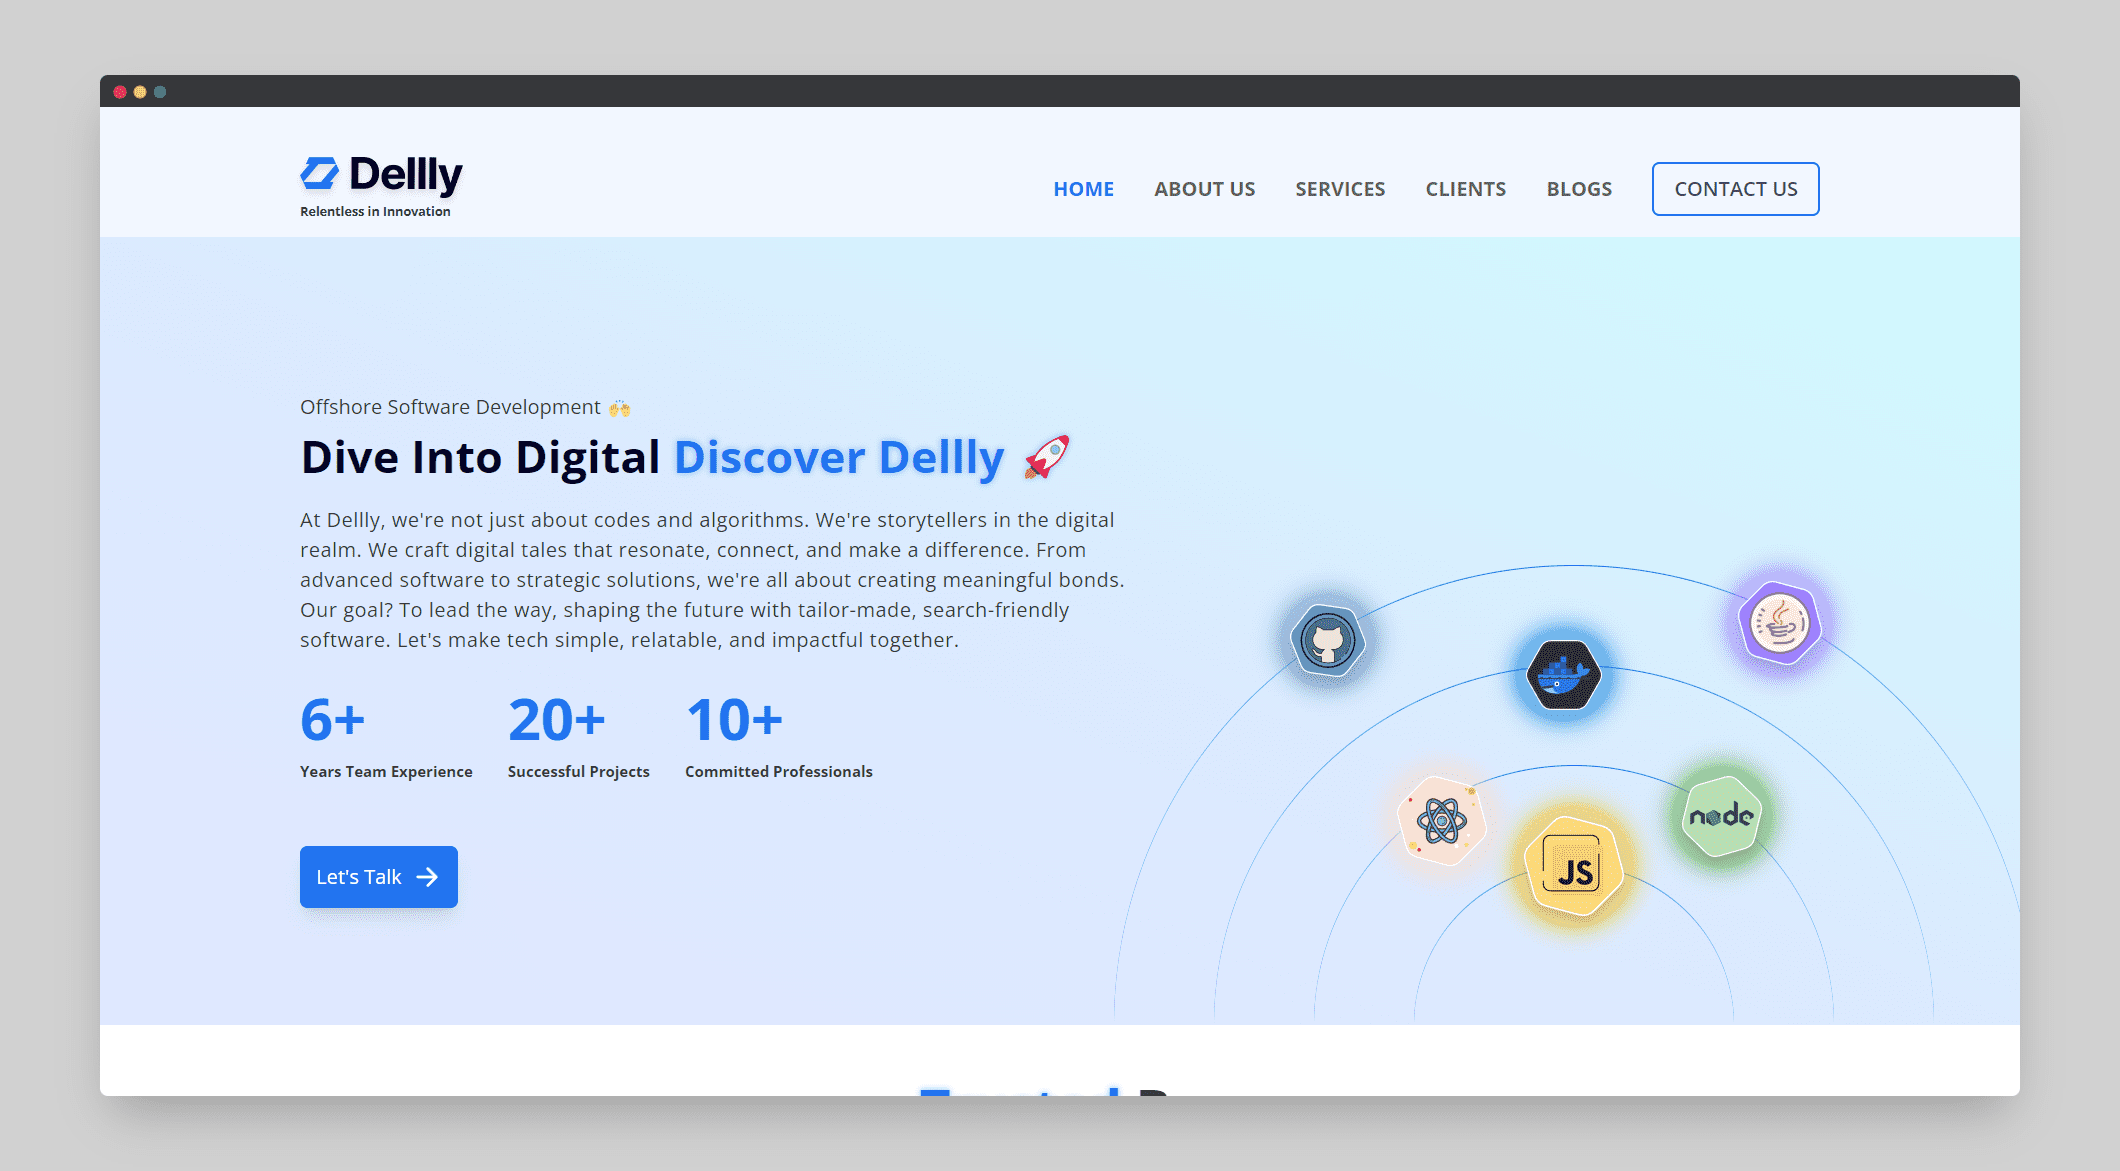 Dellly
Relentless in Innovation
HOME ABOUT US SERVICES CLIENTS BLOGS CONTACT US
Offshore Software Development 🙌
Dive Into Digital Discover Dellly 🚀
At Dellly, we're not just about codes and algorithms. We're storytellers in the digital
realm. We craft digital tales that resonate, connect, and make a difference. From
advanced software to strategic solutions, we're all about creating meaningful bonds.
Our goal? To lead the way, shaping the future with tailor-made, search-friendly
software. Let's make tech simple, relatable, and impactful together.
6+ 20+ 10+
Years Team Experience Successful Projects Committed Professionals
node
JS
Let's Talk